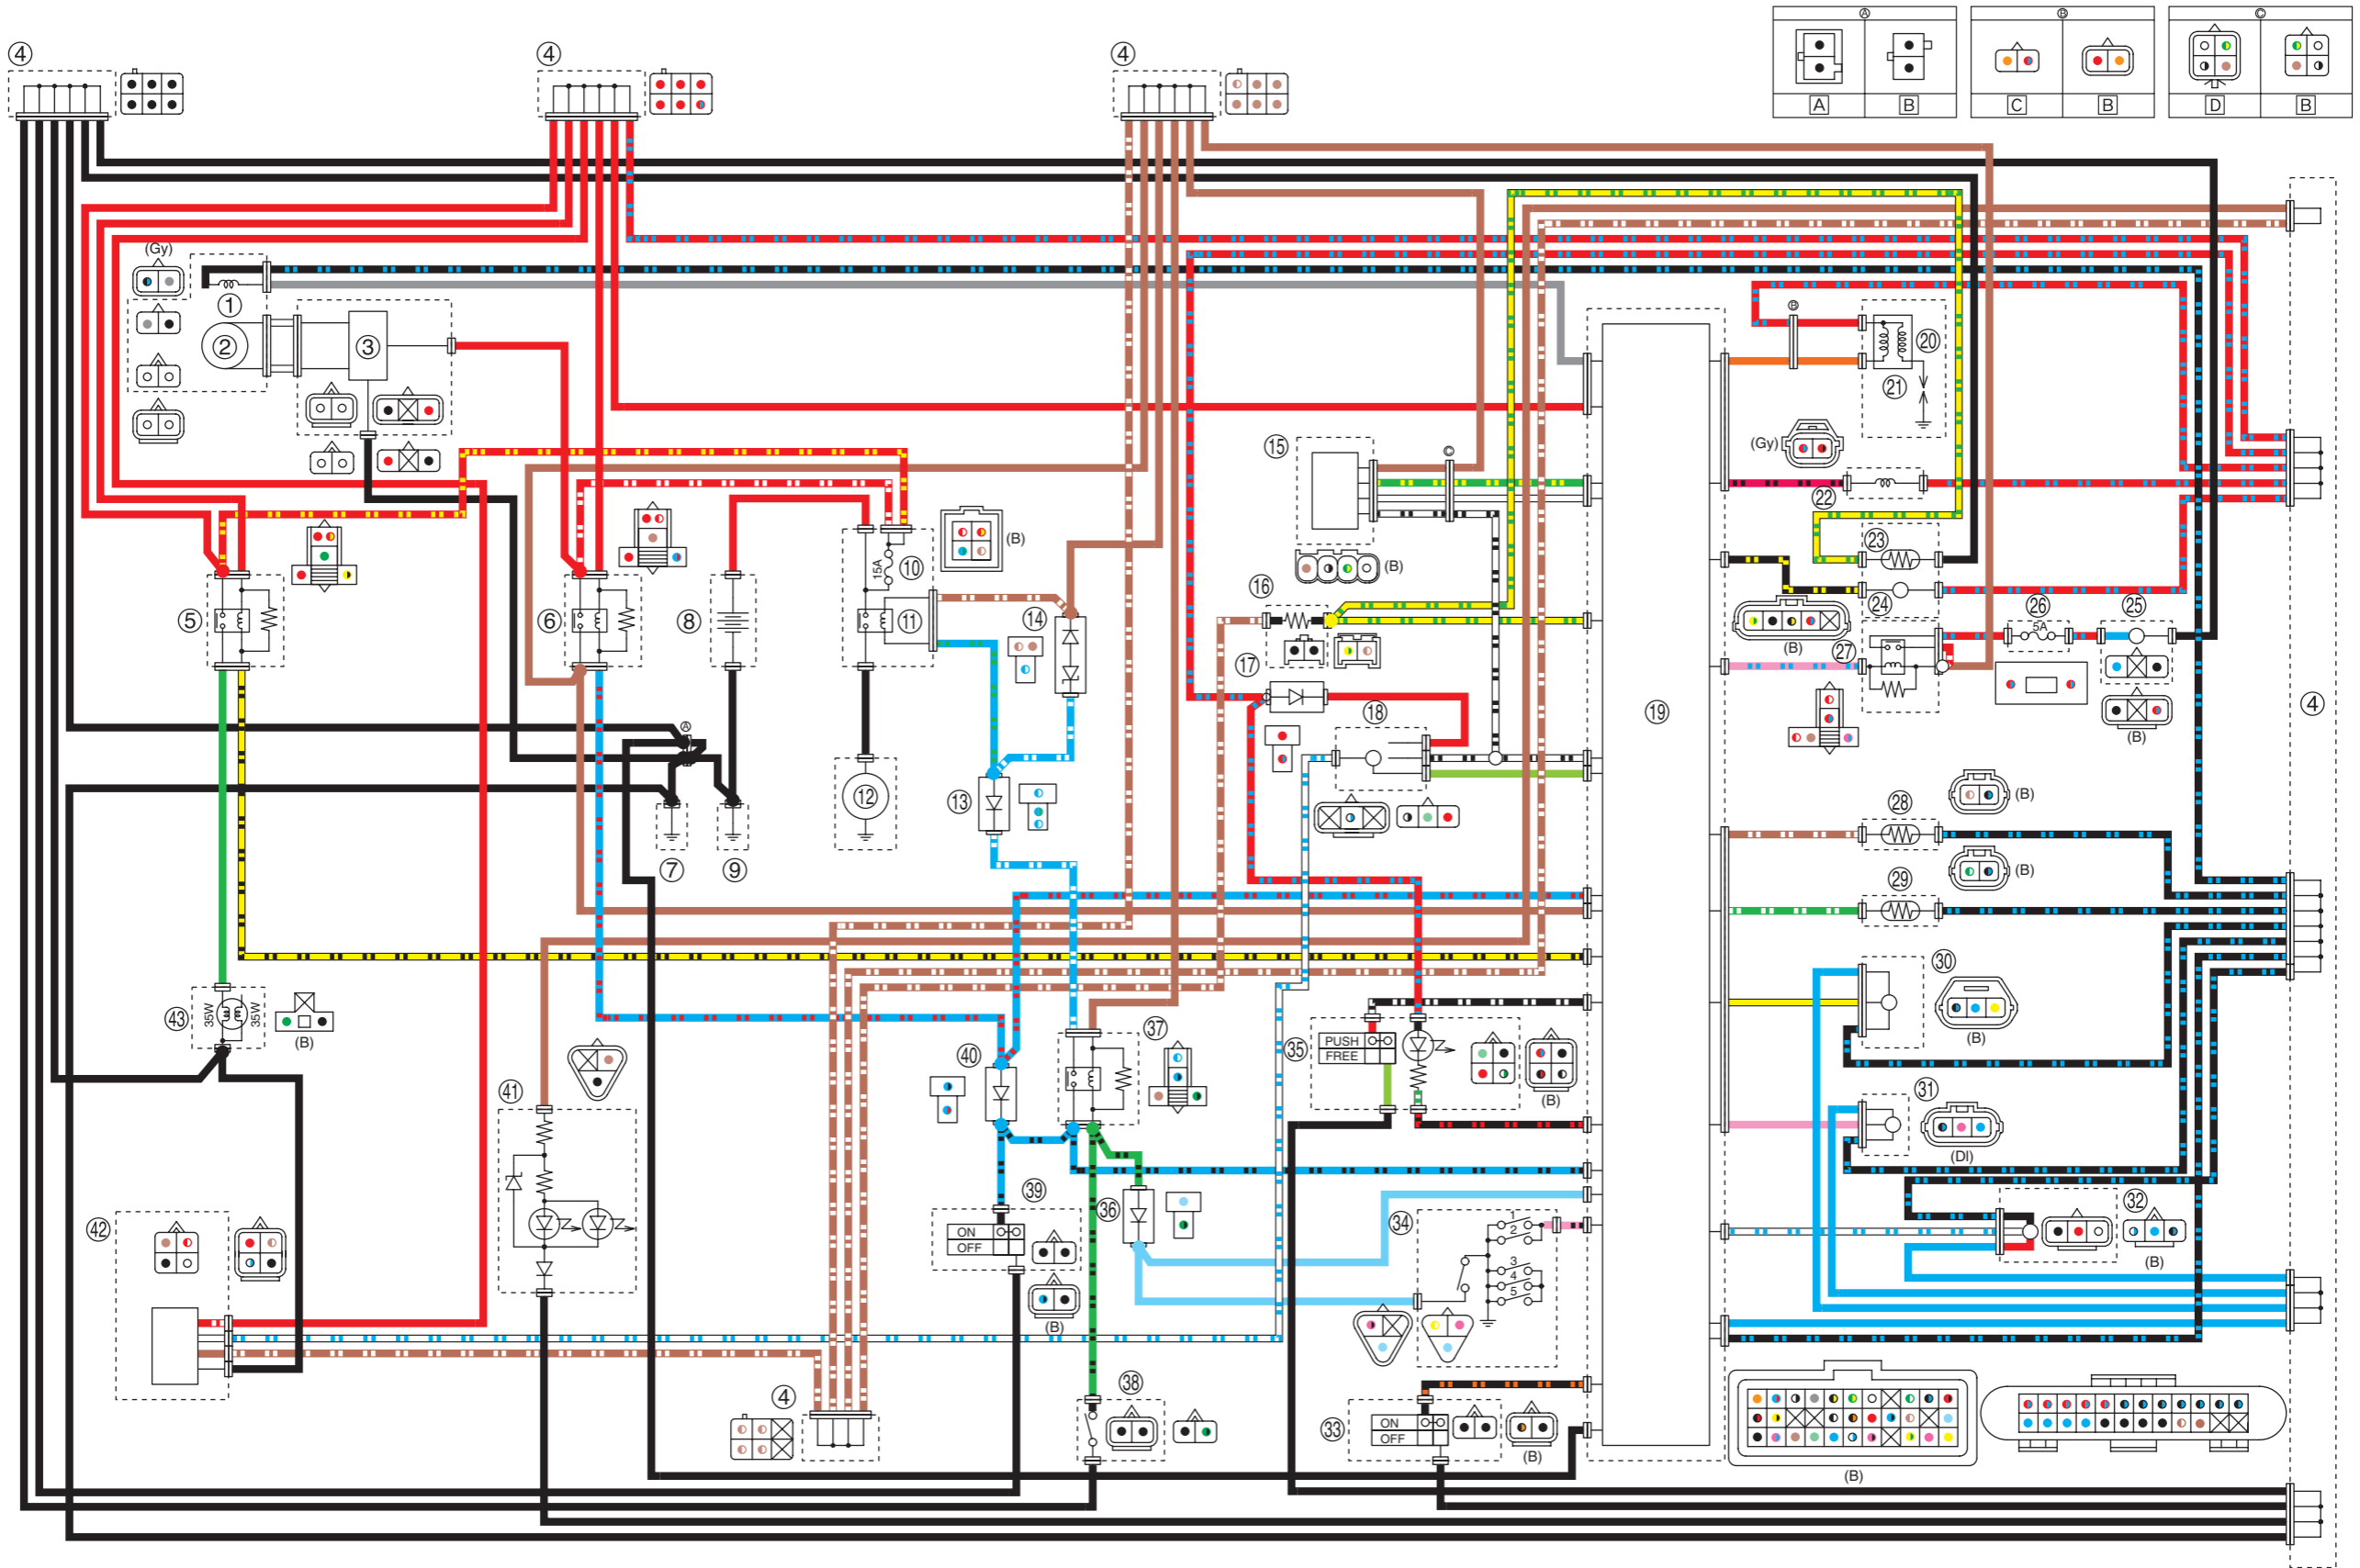 Ⓐ Ⓑ Ⓒ
A B C B D B
④ ④ ④
(Gy)
①
② ③
Ⓑ
⑳
㉑
(Gy)
⑮ Ⓒ
㉒
⑩ 15A (B)
(B)
㉓
⑯
⑤ ⑥ ⑧ ⑪ ⑭
㉔ ㉖ ㉕
5A
(B)
⑰ ㉗
Ⓐ ⑱ ⑲ ④
(B)
⑬ ⑫
㉘ (B)
⑦ ⑨
㉙ (B)
㉚
(B)
㊸ 35W 35W
(B)
㊲
㉟ PUSH
FREE
(B)
㊵
㊶
㉛
(Dl)
㊴ ㊱ ㉜
ON
OFF
(B)
(B)
㉞ 1
2
3
4
5
㊷
④ ㊳
㉝ ON
OFF
(B)
(B)